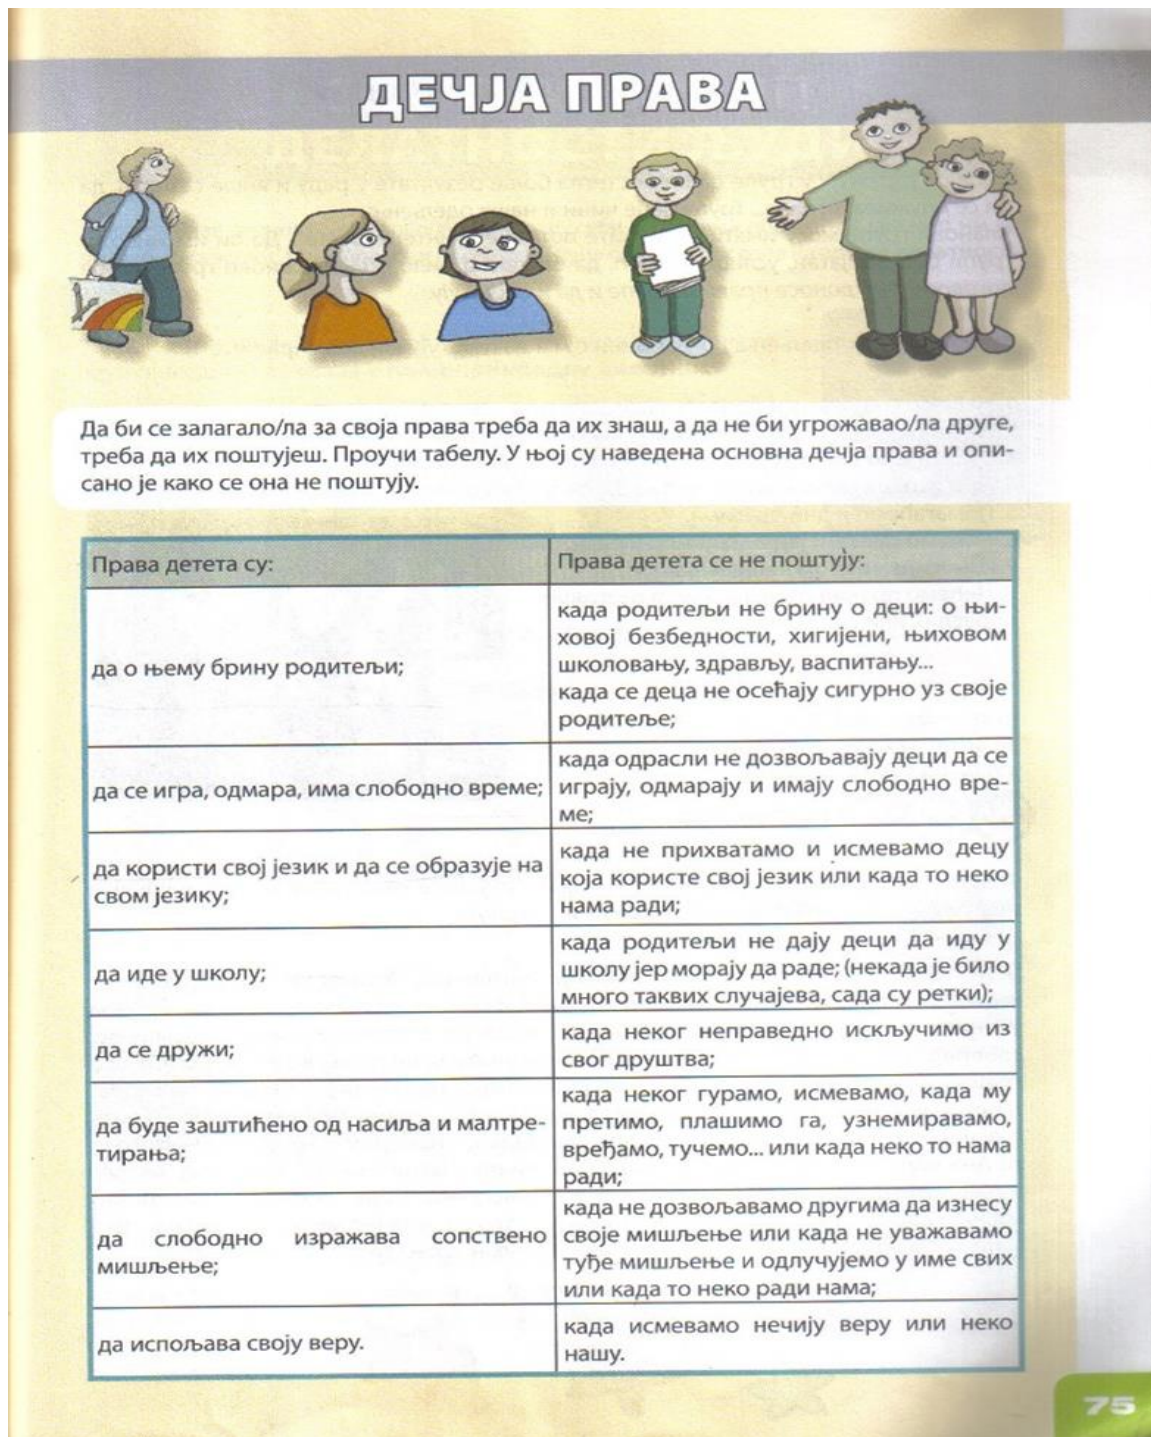 ДЕЧЈА ПРАВА
Да би се залагало/ла за своја права треба да их знаш, а да не би угрожавао/ла друге,
треба да их поштујеш. Проучи табелу. У њој су наведена основна дечја права и опи-
сано је како се она не поштују.
Права детета су:
Права детета се не поштују:
да о њему брину родитељи;
када родитељи не брину о деци: о њи-
ховој безбедности, хигијени, њиховом
школовању, здрављу, васпитању...
када се деца не осећају сигурно уз своје
родитеље;
да се игра, одмара, има слободно време;
када одрасли не дозвољавају деци да се
играју, одмарају и имају слободно вре-
ме;
да користи свој језик и да се образује на
свом језику;
када не прихватамо и исмевамо децу
која користе свој језик или када то неко
нама ради;
да иде у школу;
када родитељи не дају деци да иду у
школу јер морају да раде; (некада је било
много таквих случајева, сада су ретки);
да се дружи;
када неког неправедно искључимо из
свог друштва;
да буде заштићено од насиља и малтре-
тирања;
када неког гурамо, исмевамо, када му
претимо, плашимо га, узнемиравамо,
вређамо, тучемо... или када неко то нама
ради;
да слободно изражава сопствено
мишљење;
када не дозвољавамо другима да изнесу
своје мишљење или када не уважавамо
туђе мишљење и одлучујемо у име свих
или када то неко ради нама;
да испољава своју веру.
када исмевамо нечију веру или неко
нашу.
75